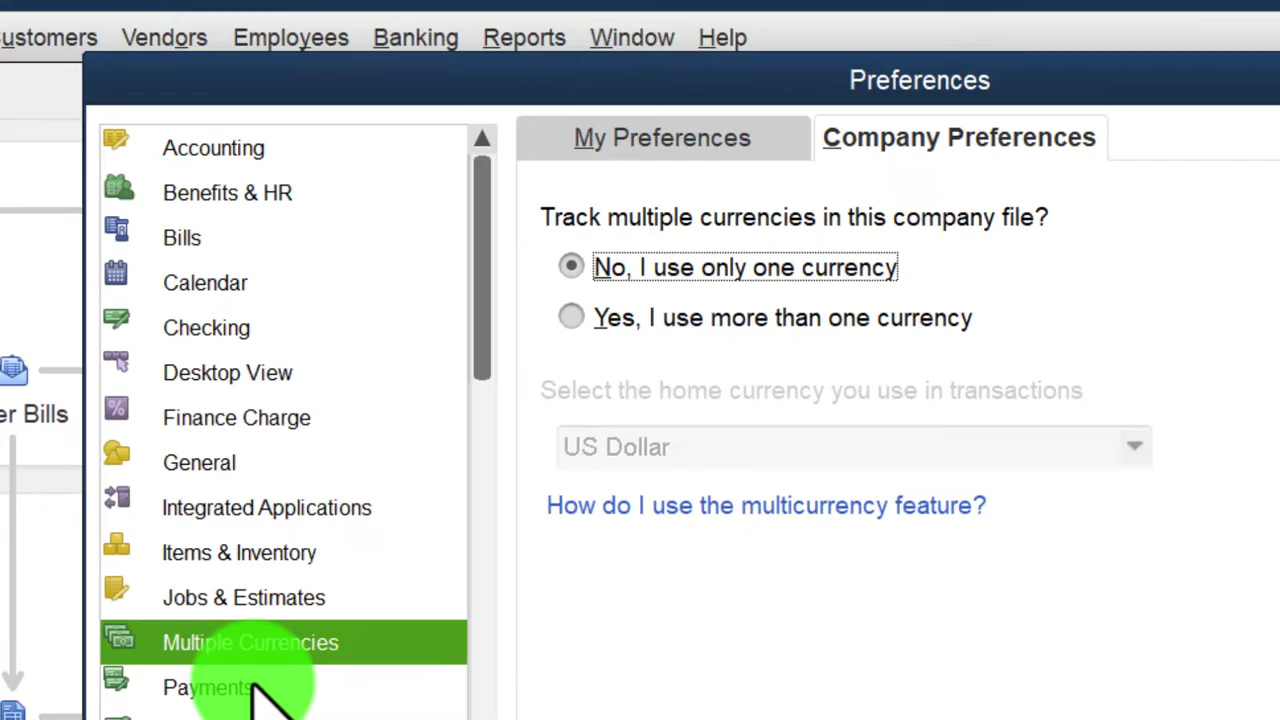 ustomers Vendors Employees Banking Reports Window Help
Preferences
My Preferences Company Preferences
Accounting
Benefits & HR
Bills
Calendar
Checking
Desktop View
Finance Charge
General
Integrated Applications
Items & Inventory
Jobs & Estimates
Multiple Currencies
Payments
Track multiple currencies in this company file?
No, I use only one currency
Yes, I use more than one currency
Select the home currency you use in transactions
US Dollar
How do I use the multicurrency feature?
er Bills